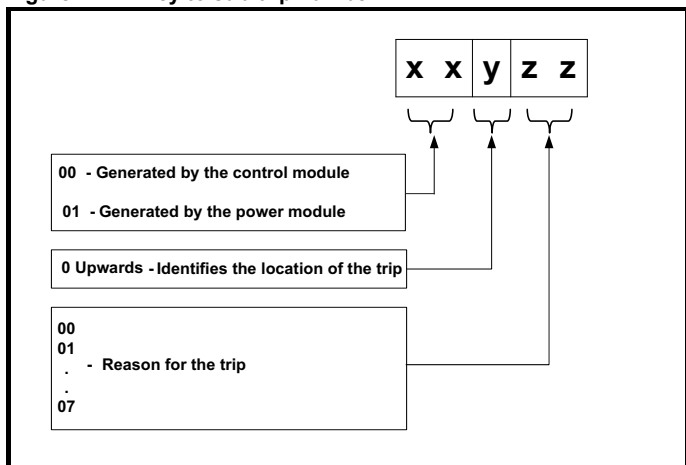 x x y z z
00 - Generated by the control module
01 - Generated by the power module
0 Upwards - Identifies the location of the trip
00
01
. - Reason for the trip
.
07